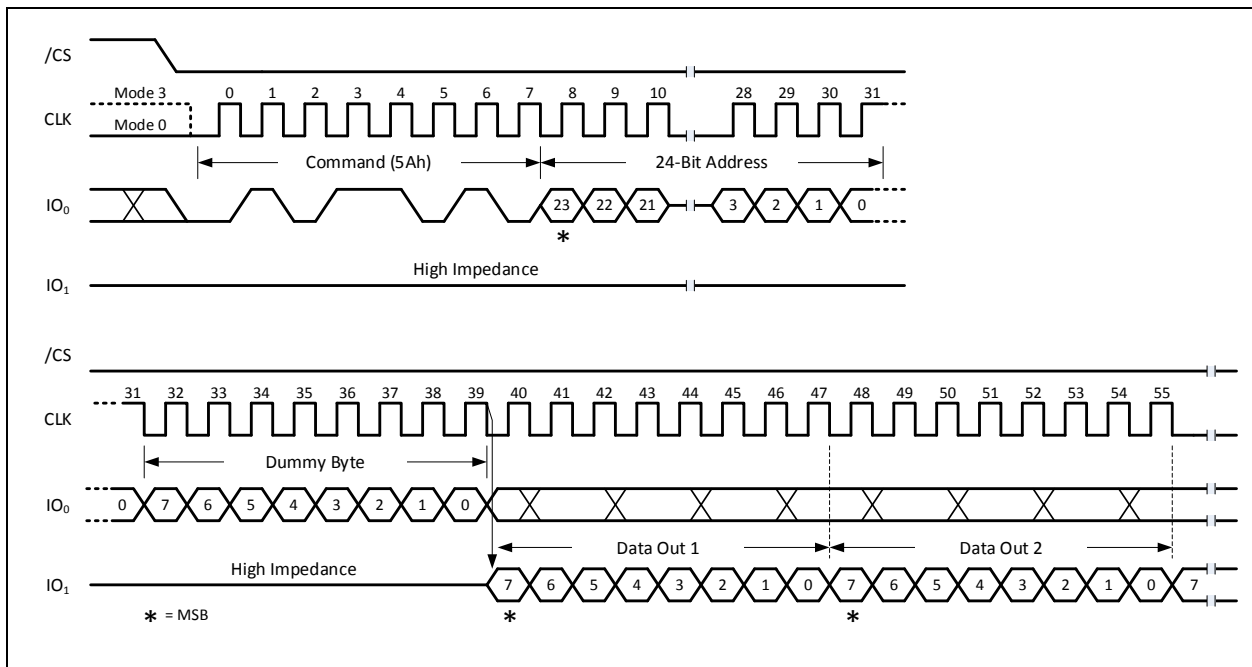 /CS
Mode 3 0 1 2 3 4 5 6 7 8 9 10 28 29 30 31
CLK
Mode 0
Command (5Ah) 24-Bit Address
IO0 23 22 21 3 2 1 0
*
High Impedance
IO1
/CS
31 32 33 34 35 36 37 38 39 40 41 42 43 44 45 46 47 48 49 50 51 52 53 54 55
CLK
Dummy Byte
IO0 0 7 6 5 4 3 2 1 0
Data Out 1 Data Out 2
High Impedance
IO1 7 6 5 4 3 2 1 0 7 6 5 4 3 2 1 0 7
* = MSB * *